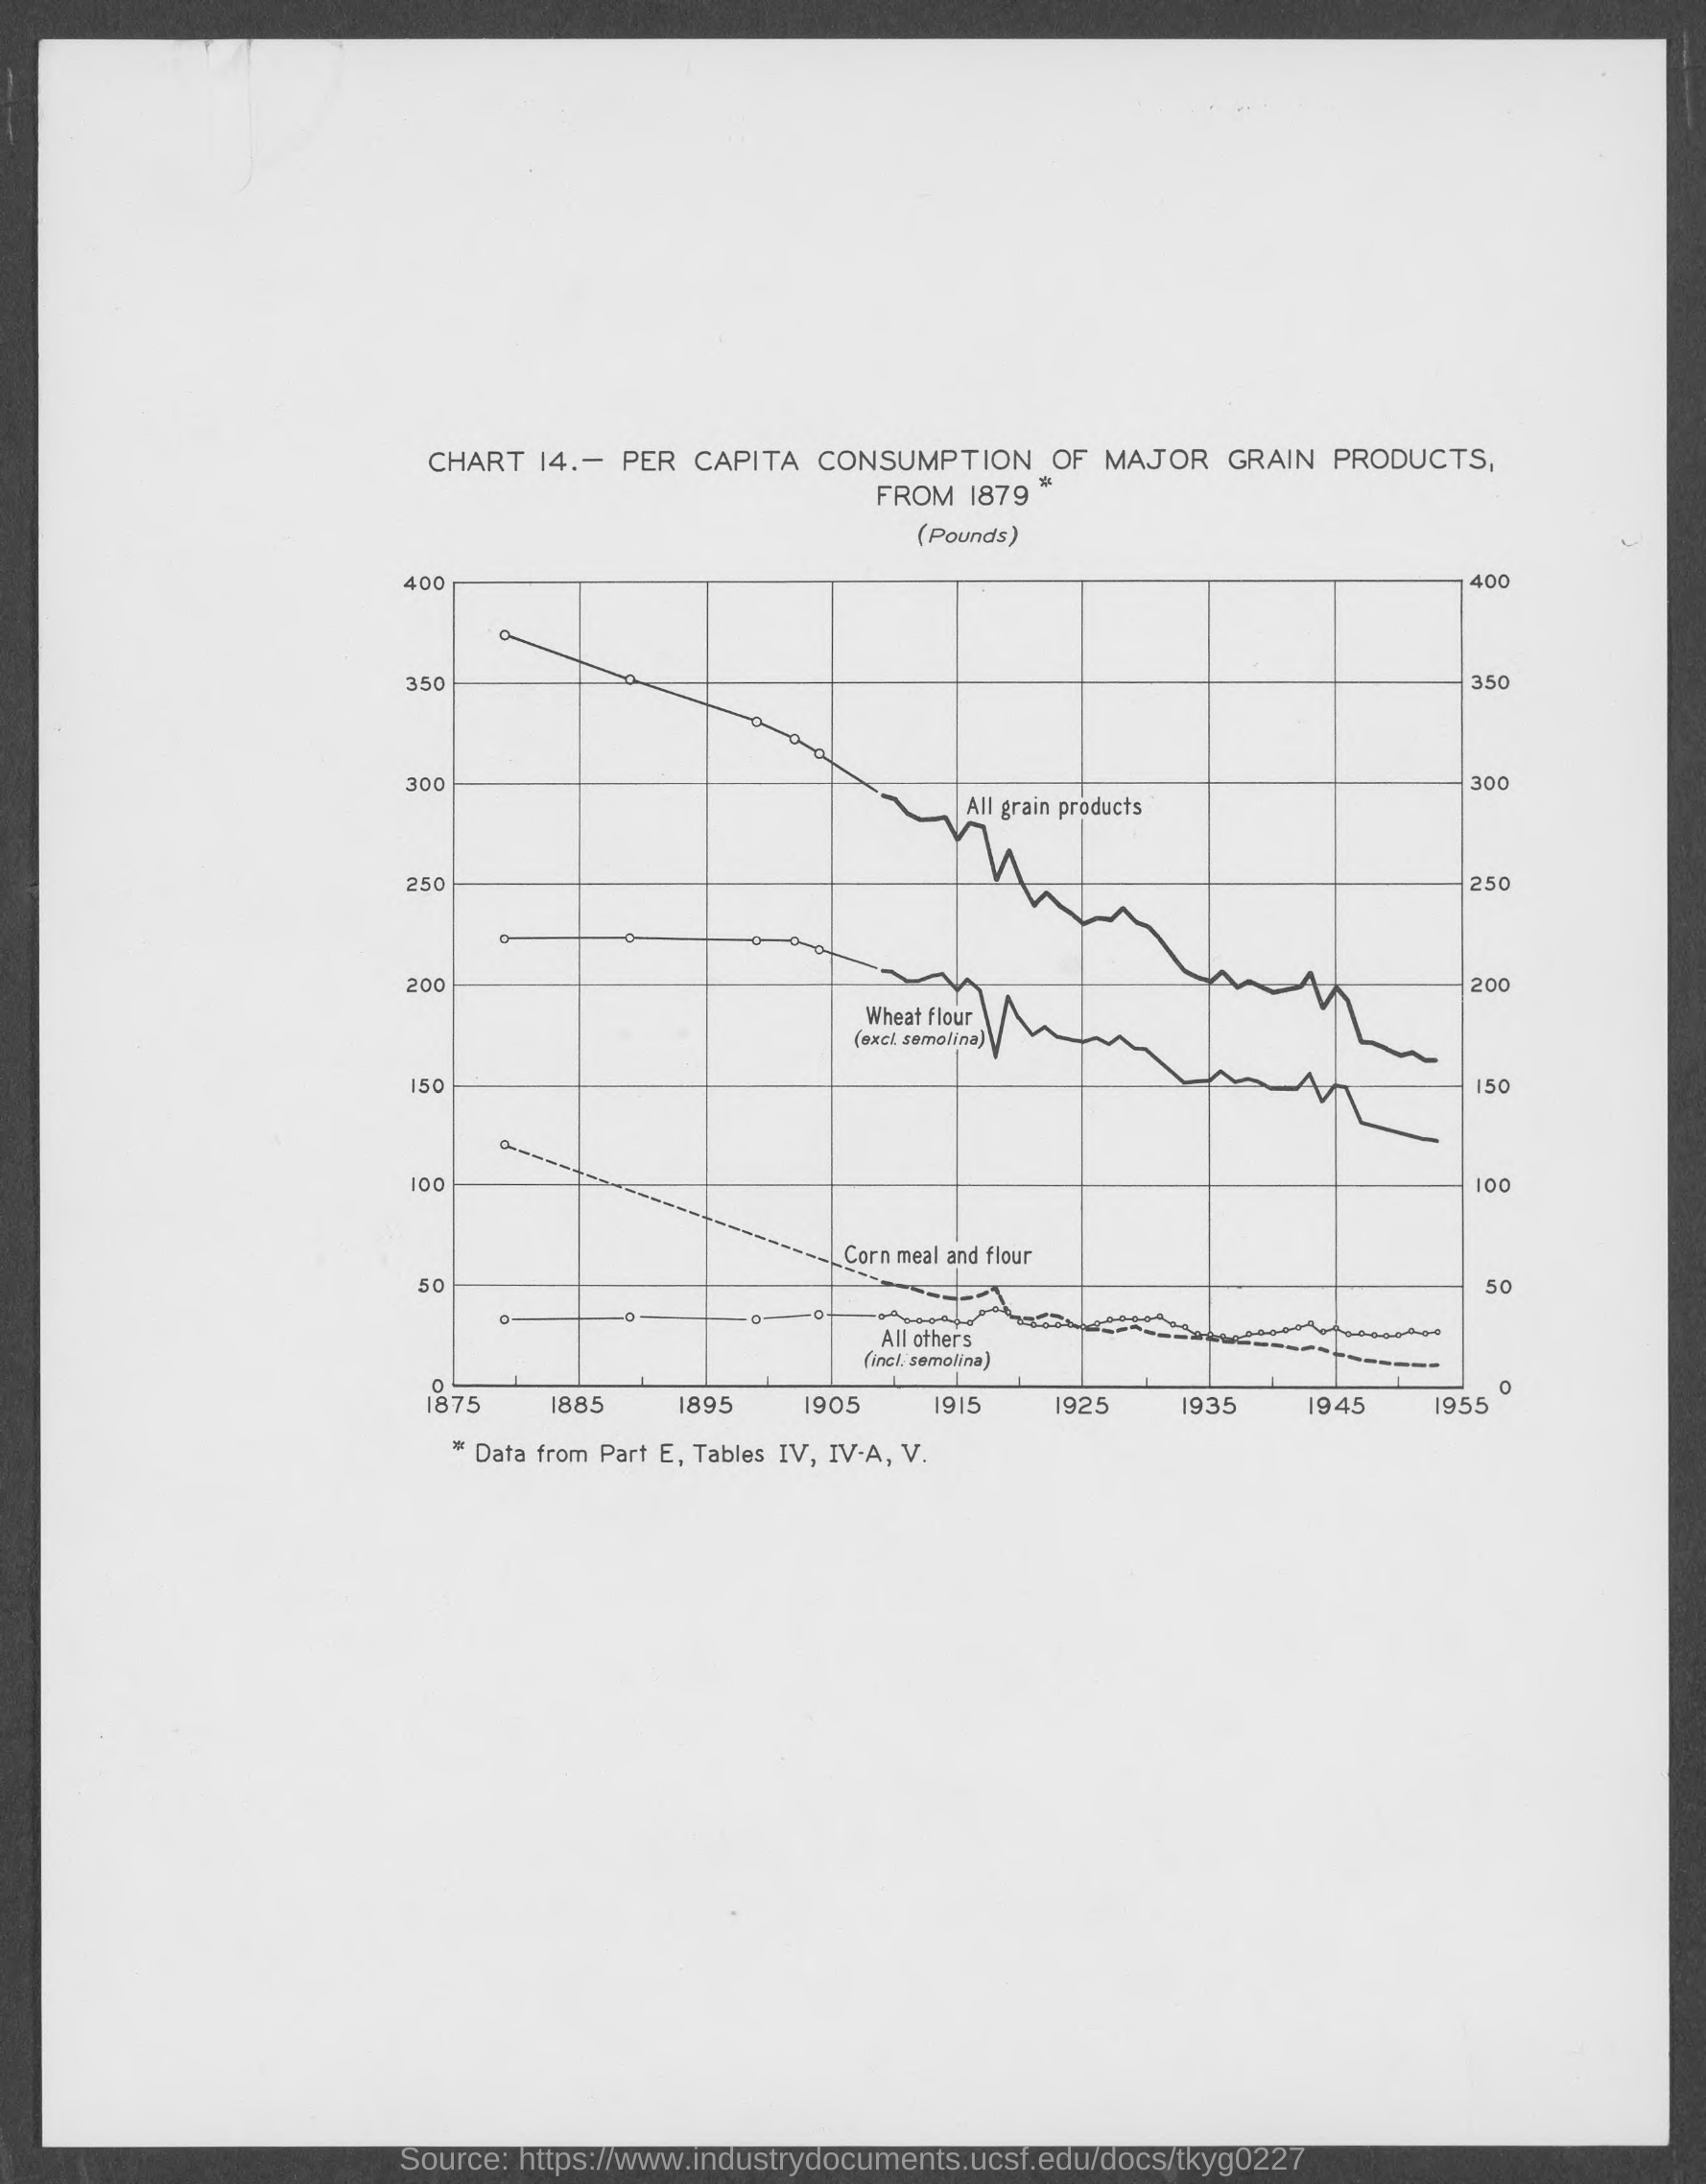 CHART 14.— PER CAPITA CONSUMPTION OF MAJOR GRAIN PRODUCTS,
FROM 1879 *
(Pounds)
400 400
350 350
300 300
All grain products
250 250
200 200
Wheat flour
(excl. semolina)
150 150
100 100
Corn meal and flour
50 50
All others
(incl. semolina)
0 0
1875 1885 1895 1905 1915 1925 1935 1945 1955
* Data from Part E, Tables IV, IV-A, V.
Source: https://www.industrydocuments.ucsf.edu/docs/tkyg0227